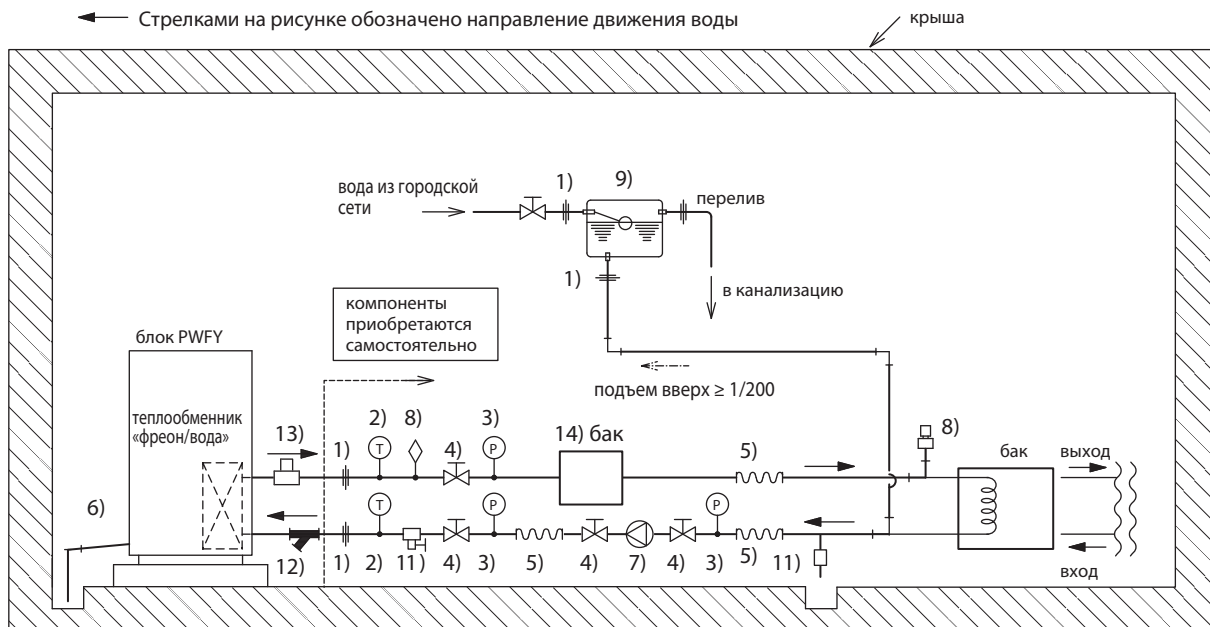 Стрелками на рисунке обозначено направление движения воды
крыша
вода из городской
сети
1)
9)
перелив
1)
в канализацию
компоненты
приобретаются
самостоятельно
подъем вверх ≥ 1/200
блок PWFY
теплообменник
«фреон/вода»
13)
1)
2)
8)
4)
3)
14) бак
5)
8)
бак
выход
T
P
T
P
P
6)
12)
1)
2)
11)
4)
3)
5)
4)
7)
4)
3)
5)
11)
вход